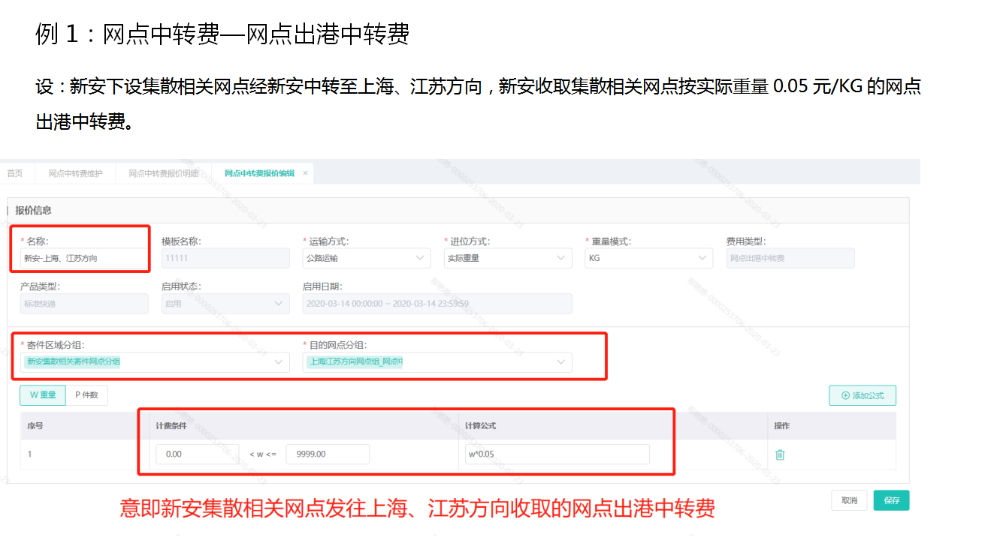 例 1：网点中转费—网点出港中转费
设：新安下设集散相关网点经新安中转至上海、江苏方向，新安收取集散相关网点按实际重量 0.05 元/KG 的网点
出港中转费。
首页 网点中转费维护 网点中转费报价明细 网点中转费报价编辑 ×
报价信息
* 名称: 模板名称: * 运输方式: * 进位方式: * 重量模式: 费用类型:
新安-上海、江苏方向 11111 公路运输 实际重量 KG 网点出港中转费
产品类型: 启用状态: 启用日期:
标准快递 启用 2020-03-14 00:00:00 ~ 2020-03-14 23:59:59
* 寄件区域分组: * 目的网点分组:
新安集散相关寄件网点分组 上海江苏方向网点组_网点中
W 重量 P 件数 添加公式
序号 计费条件 计算公式 操作
1 0.00 < w <= 9999.00 w*0.05
意即新安集散相关网点发往上海、江苏方向收取的网点出港中转费
取消 保存